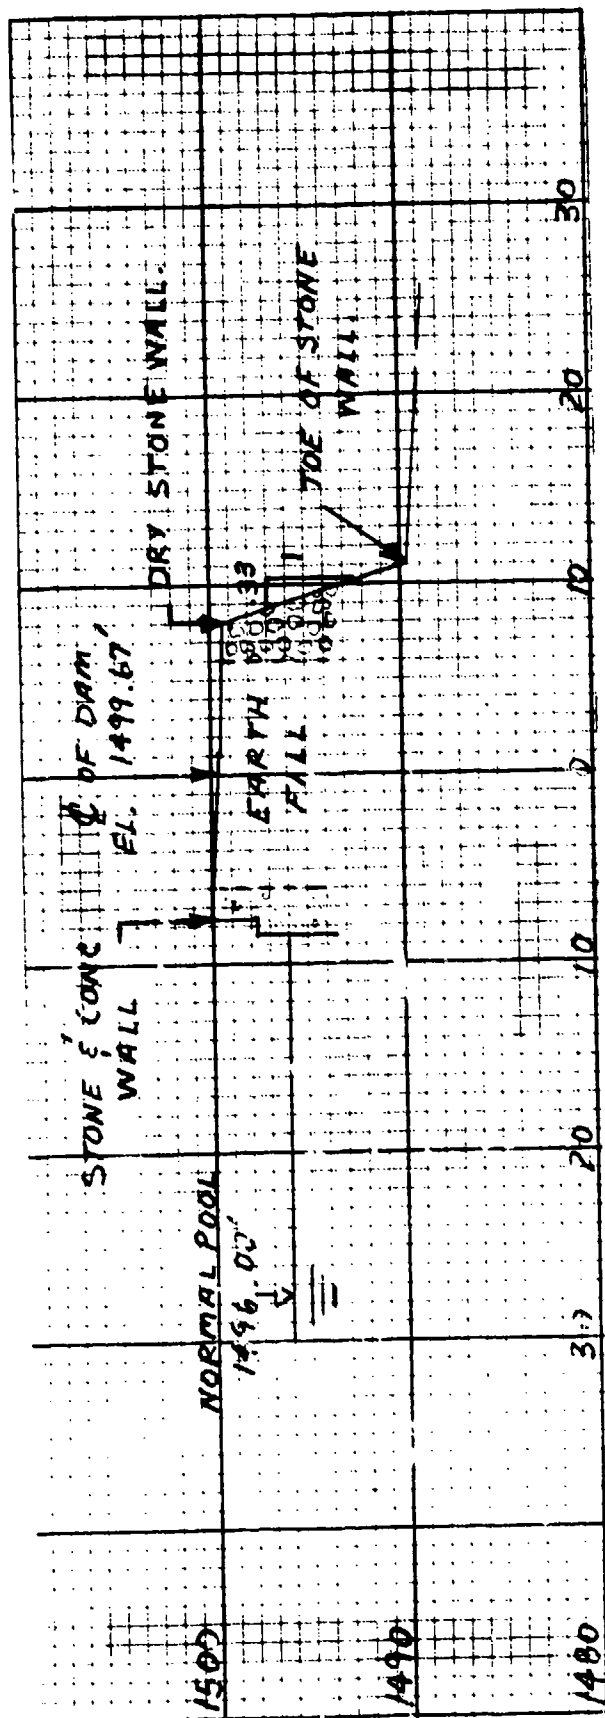 STONE & CONC
WALL
℄ OF DAM
EL. 1499.67'
DRY STONE WALL.
NORMAL POOL
1496.00'
EARTH
FILL
.33
1
TOE OF STONE
WALL
1500
1490
1480
30
20
10
0
10
20
30